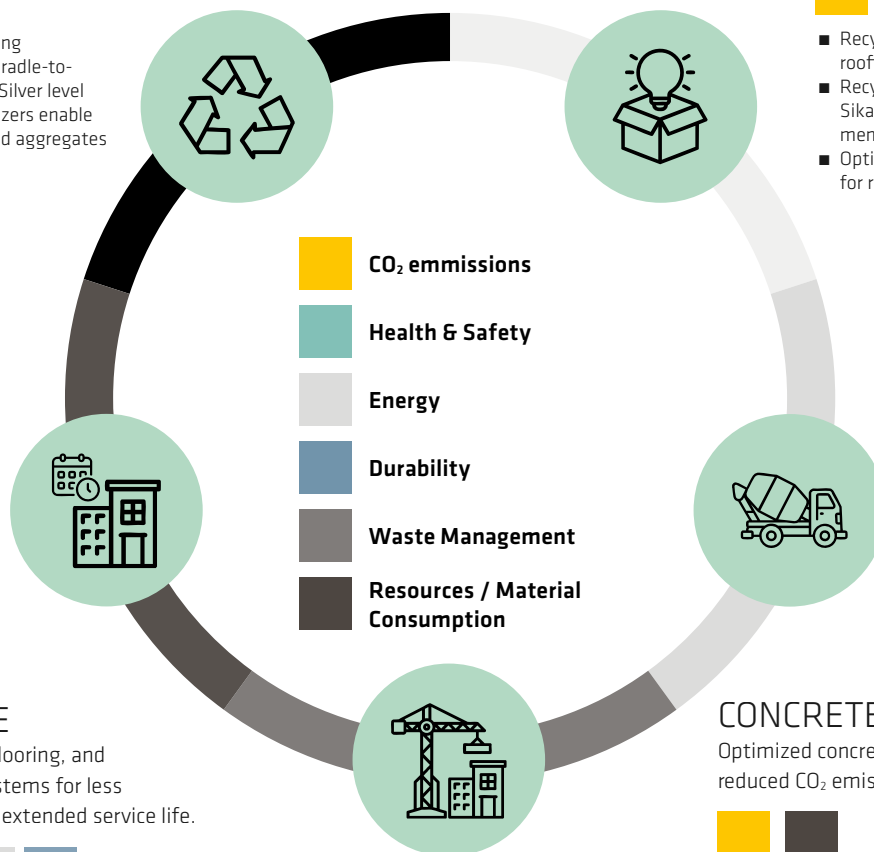 ng
radle-to-
Silver level
zers enable
d aggregates
■ Recy
roof
■ Recy
Sika
men
■ Opti
for r
CO₂ emmissions
Health & Safety
Energy
Durability
Waste Management
Resources / Material
Consumption
E
looring, and
stems for less
extended service life.
CONCRETE
Optimized concre
reduced CO₂ emis